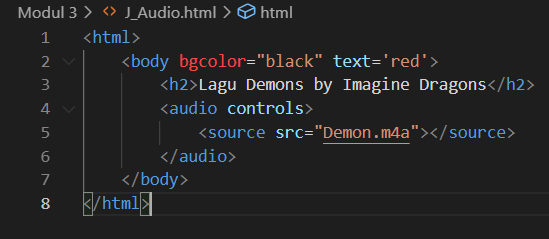 Modul 3 > J_Audio.html > html
1 <html>
2 <body bgcolor="black" text='red'>
3 <h2>Lagu Demons by Imagine Dragons</h2>
4 <audio controls>
5 <source src="Demon.m4a"></source>
6 </audio>
7 </body>
8 </html>